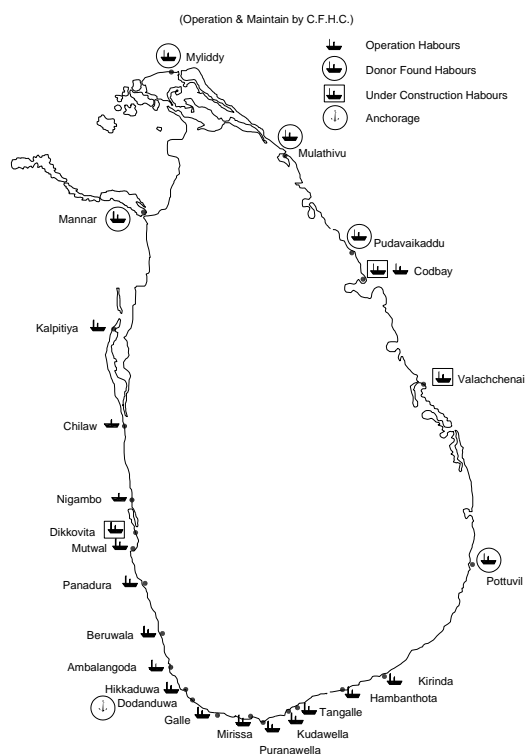 (Operation & Maintain by C.F.H.C.)
Operation Habours
Donor Found Habours
Under Construction Habours
Anchorage
Myliddy
Mulathivu
Mannar
Pudavaikaddu
Codbay
Kalpitiya
Valachchenai
Chilaw
Nigambo
Dikkovita
Mutwal
Pottuvil
Panadura
Beruwala
Ambalangoda
Kirinda
Hikkaduwa
Hambanthota
Dodanduwa
Tangalle
Galle
Mirissa
Kudawella
Puranawella